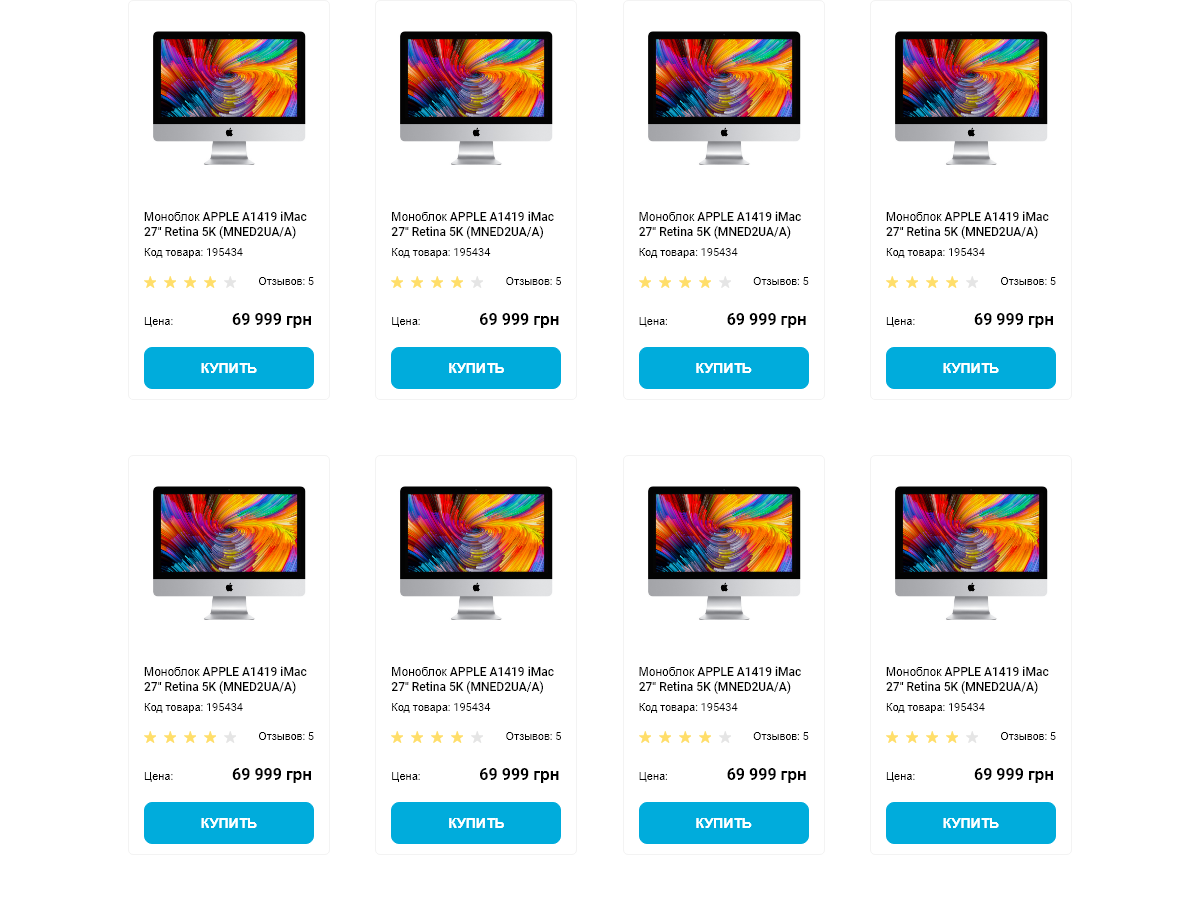 Моноблок APPLE A1419 iMac
27" Retina 5K (MNED2UA/A)
Код товара: 195434
Отзывов: 5
Цена: 69 999 грн
КУПИТЬ
Моноблок APPLE A1419 iMac
27" Retina 5K (MNED2UA/A)
Код товара: 195434
Отзывов: 5
Цена: 69 999 грн
КУПИТЬ
Моноблок APPLE A1419 iMac
27" Retina 5K (MNED2UA/A)
Код товара: 195434
Отзывов: 5
Цена: 69 999 грн
КУПИТЬ
Моноблок APPLE A1419 iMac
27" Retina 5K (MNED2UA/A)
Код товара: 195434
Отзывов: 5
Цена: 69 999 грн
КУПИТЬ
Моноблок APPLE A1419 iMac
27" Retina 5K (MNED2UA/A)
Код товара: 195434
Отзывов: 5
Цена: 69 999 грн
КУПИТЬ
Моноблок APPLE A1419 iMac
27" Retina 5K (MNED2UA/A)
Код товара: 195434
Отзывов: 5
Цена: 69 999 грн
КУПИТЬ
Моноблок APPLE A1419 iMac
27" Retina 5K (MNED2UA/A)
Код товара: 195434
Отзывов: 5
Цена: 69 999 грн
КУПИТЬ
Моноблок APPLE A1419 iMac
27" Retina 5K (MNED2UA/A)
Код товара: 195434
Отзывов: 5
Цена: 69 999 грн
КУПИТЬ